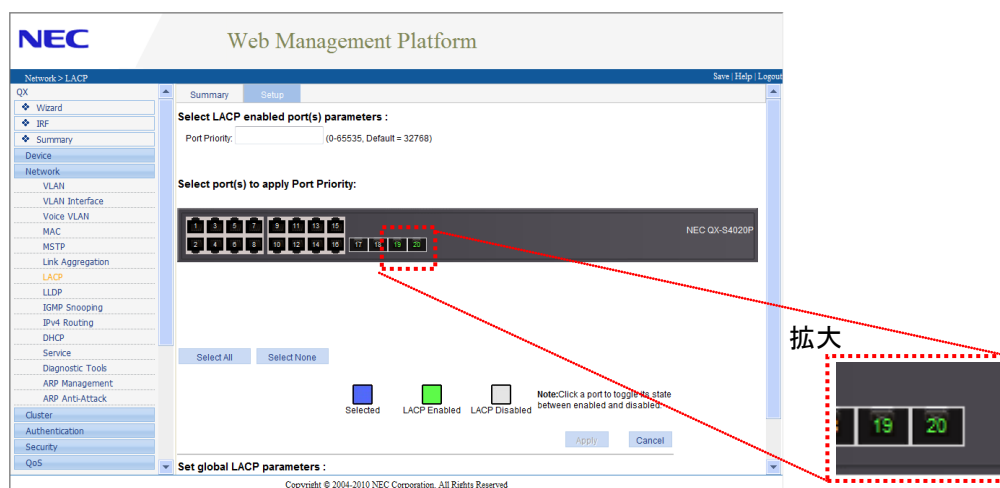 NEC
Web Management Platform
Network > LACP
Save | Help | Logout
QX
Wizard
IRF
Summary
Device
Network
VLAN
VLAN Interface
Voice VLAN
MAC
MSTP
Link Aggregation
LACP
LLDP
IGMP Snooping
IPv4 Routing
DHCP
Service
Diagnostic Tools
ARP Management
ARP Anti-Attack
Cluster
Authentication
Security
QoS
Summary Setup
Select LACP enabled port(s) parameters :
Port Priority: (0-65535, Default = 32768)
Select port(s) to apply Port Priority:
1 3 5 7 9 11 13 15
2 4 6 8 10 12 14 16 17 18 19 20
NEC QX-S4020P
Select All Select None
Selected LACP Enabled LACP Disabled
Note:Click a port to toggle its state
between enabled and disabled.
Apply Cancel
Set global LACP parameters :
Copyright © 2004-2010 NEC Corporation. All Rights Reserved
拡大
19 20